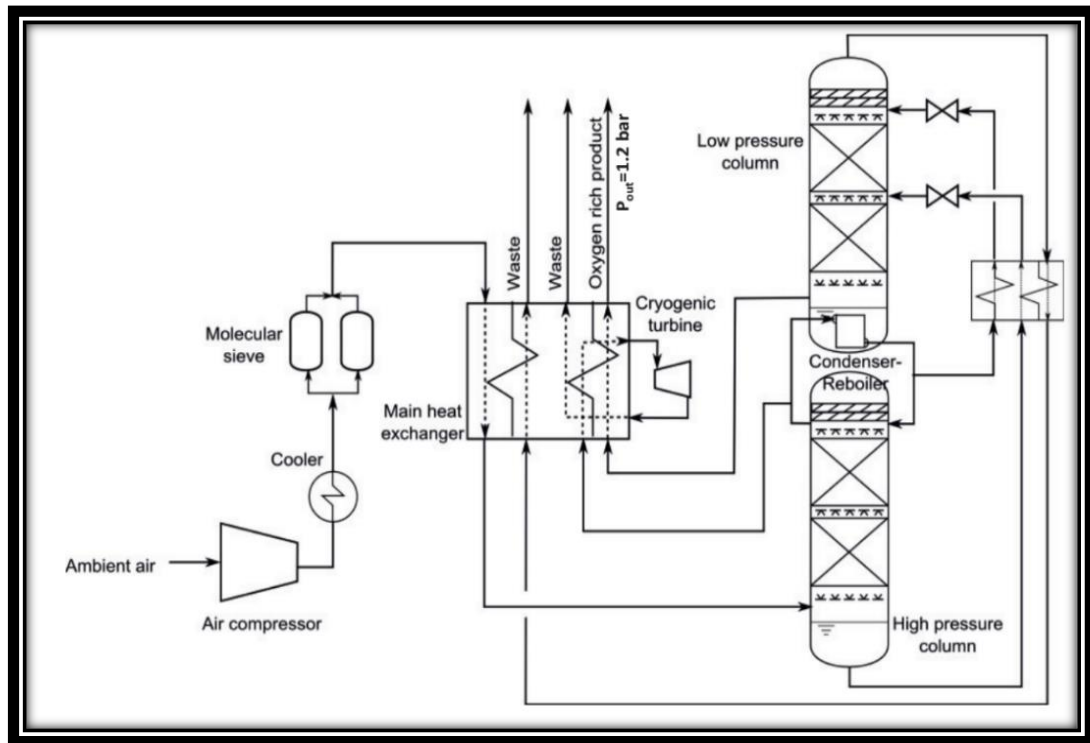 Low pressure
column
Waste
Waste
Oxygen rich product
Pout=1.2 bar
Cryogenic
turbine
Molecular
sieve
Condenser-
Reboiler
Main heat
exchanger
Cooler
Ambient air
Air compressor
High pressure
column